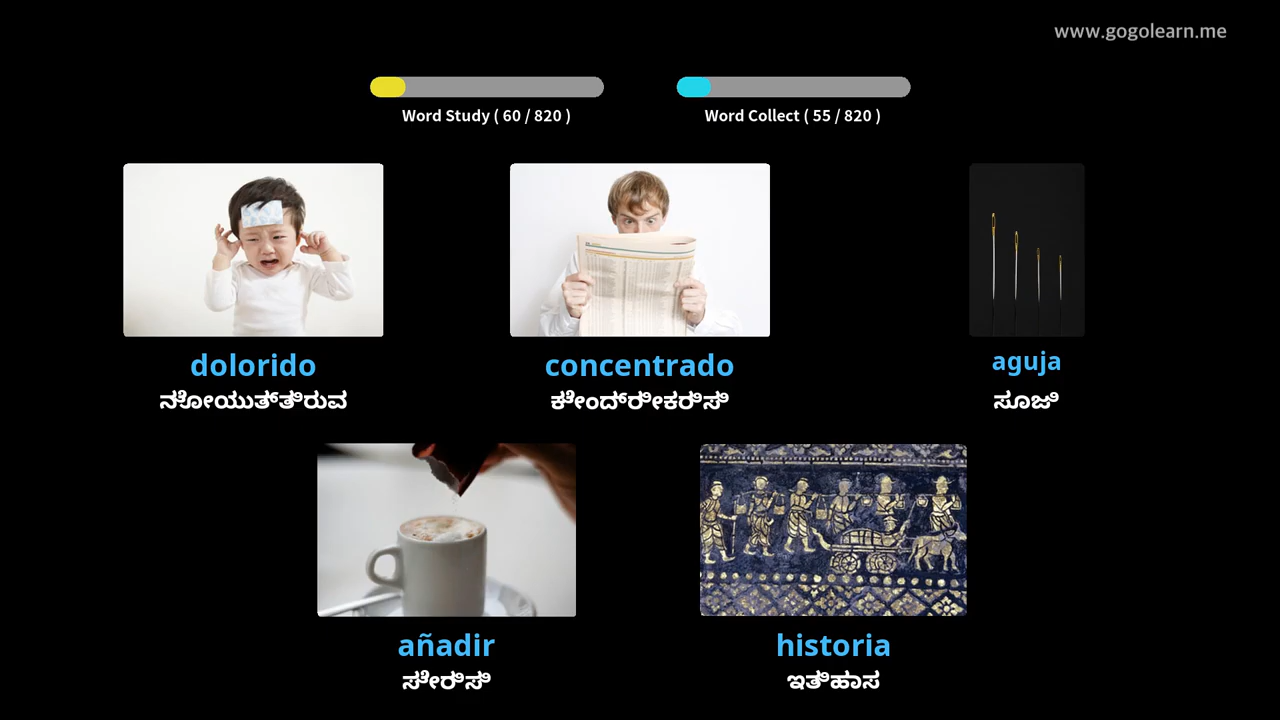 www.gogolearn.me
Word Study ( 60 / 820 )
Word Collect ( 55 / 820 )
dolorido
ನೋಯುತ್ತಿರುವ
concentrado
ಕೇಂದ್ರೀಕರಿಸಿ
aguja
ಸೂಜಿ
añadir
ಸೇರಿಸಿ
historia
ಇತಿಹಾಸ